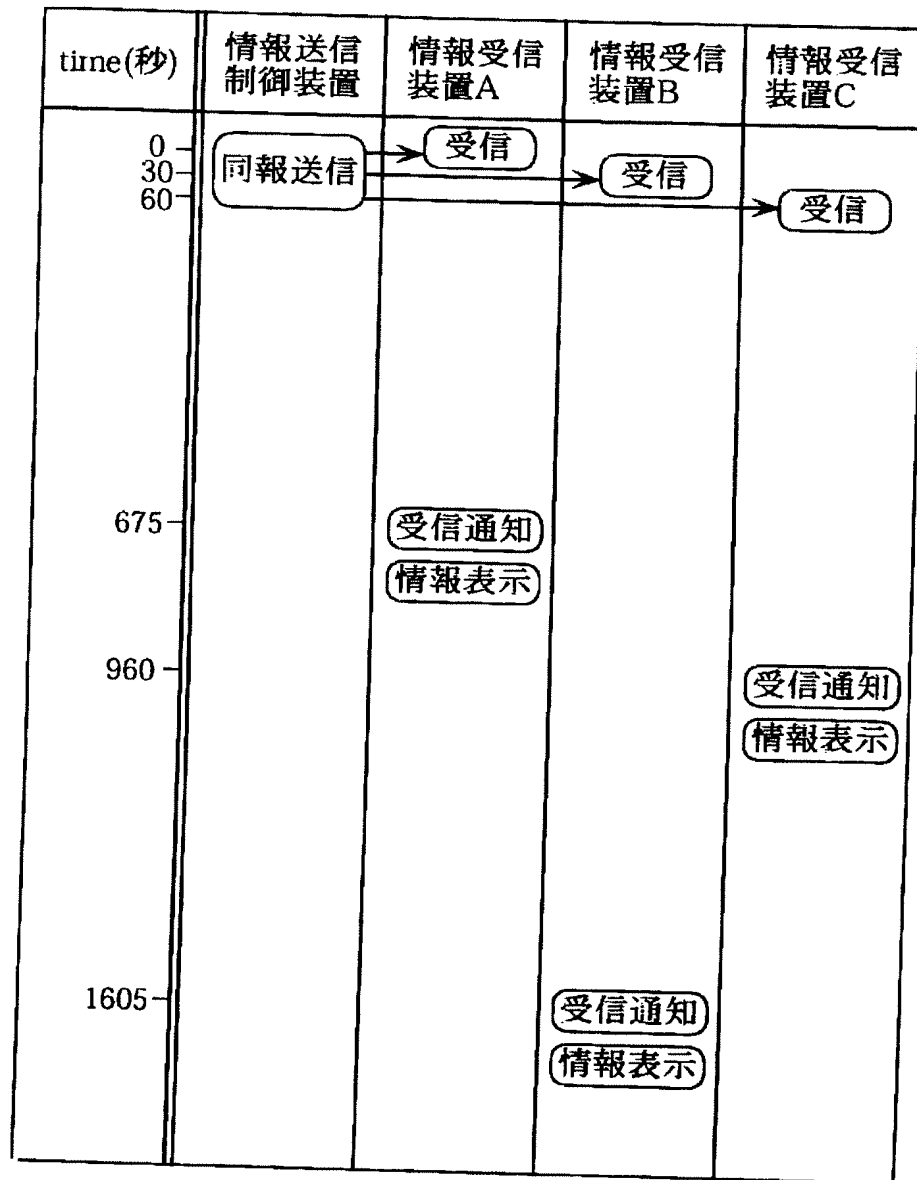 time(秒)
情報送信
制御装置
情報受信
装置A
情報受信
装置B
情報受信
装置C
0
30
60
同報送信
受信
受信
受信
675
受信通知
情報表示
960
受信通知
情報表示
1605
受信通知
情報表示